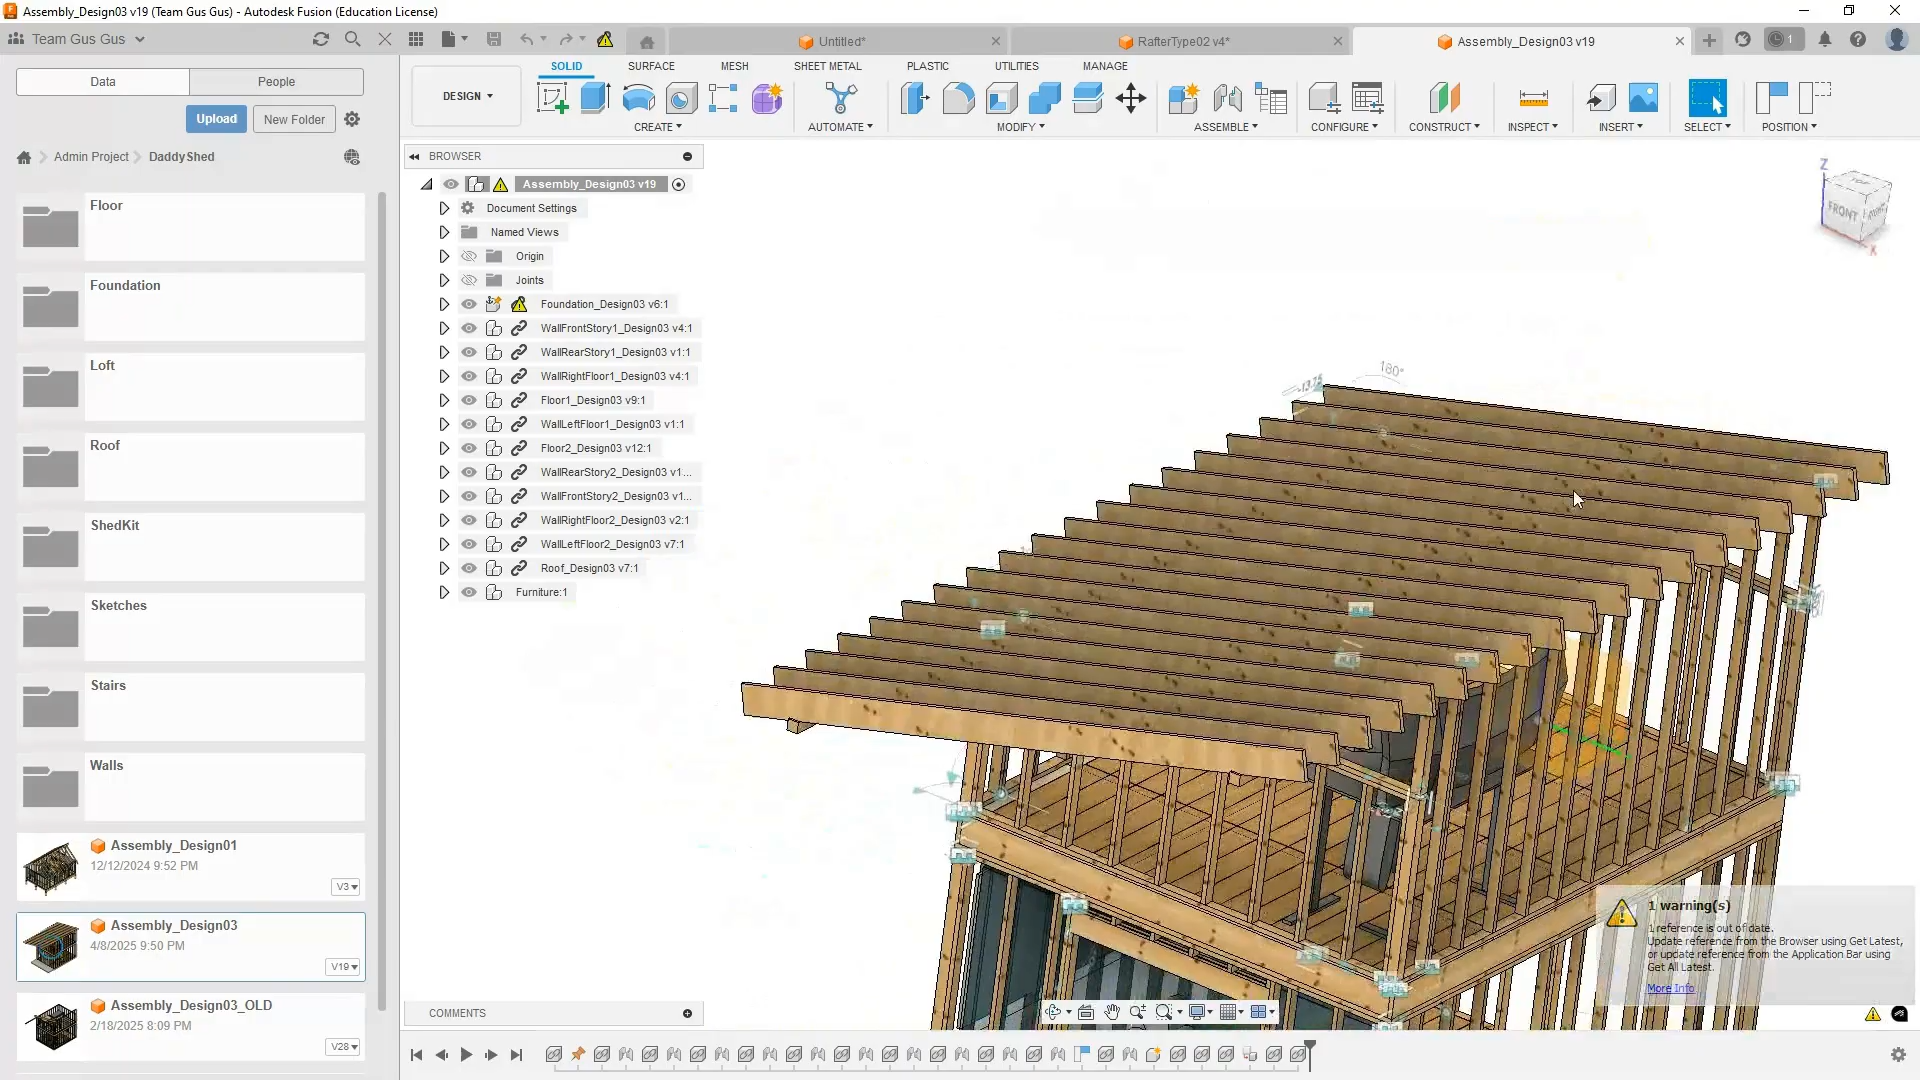 Assembly_Design03 v19 (Team Gus Gus) - Autodesk Fusion (Education License)
Team Gus Gus
Untitled*
RafterType02 v4*
Assembly_Design03 v19
1
Data
People
SOLID
SURFACE
MESH
SHEET METAL
PLASTIC
UTILITIES
MANAGE
DESIGN
Upload
New Folder
CREATE
AUTOMATE
MODIFY
ASSEMBLE
CONFIGURE
CONSTRUCT
INSPECT
INSERT
SELECT
POSITION
Admin Project
DaddyShed
BROWSER
Assembly_Design03 v19
Document Settings
Named Views
Origin
Joints
Foundation_Design03 v6:1
WallFrontStory1_Design03 v4:1
WallRearStory1_Design03 v1:1
WallRightFloor1_Design03 v4:1
Floor1_Design03 v9:1
WallLeftFloor1_Design03 v1:1
Floor2_Design03 v12:1
WallRearStory2_Design03 v1...
WallFrontStory2_Design03 v1...
WallRightFloor2_Design03 v2:1
WallLeftFloor2_Design03 v7:1
Roof_Design03 v7:1
Furniture:1
Floor
Foundation
Loft
Roof
ShedKit
Sketches
Stairs
Walls
Assembly_Design01
12/12/2024 9:52 PM
V3
Assembly_Design03
4/8/2025 9:50 PM
V19
Assembly_Design03_OLD
2/18/2025 8:09 PM
V28
Z
TOP
FRONT
RIGHT
X
180°
-13.75
1 warning(s)
1 reference is out of date.
Update reference from the Browser using Get Latest,
or update reference from the Application Bar using
Get All Latest.
More Info
COMMENTS